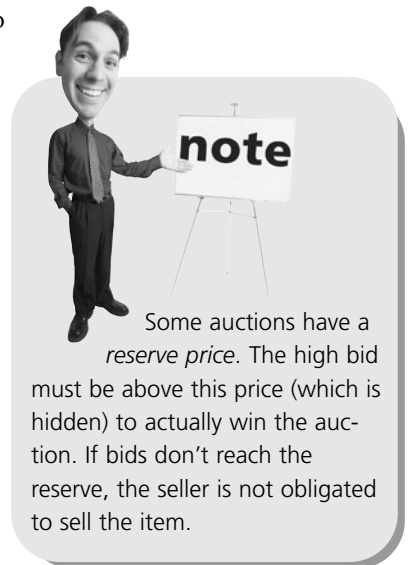 o
note
Some auctions have a
reserve price. The high bid
must be above this price (which is
hidden) to actually win the auc-
tion. If bids don’t reach the
reserve, the seller is not obligated
to sell the item.